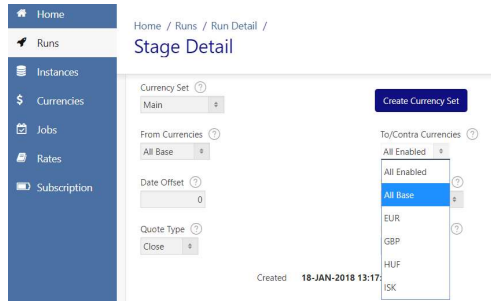 Home
Runs
Instances
Currencies
Jobs
Rates
Subscription
Home / Runs / Run Detail /
Stage Detail
Currency Set ?
Main
Create Currency Set
From Currencies ?
All Base
To/Contra Currencies ?
All Enabled
All Enabled
All Base
EUR
GBP
HUF
ISK
Date Offset ?
0
?
Quote Type ?
Close
?
Created 18-JAN-2018 13:17: